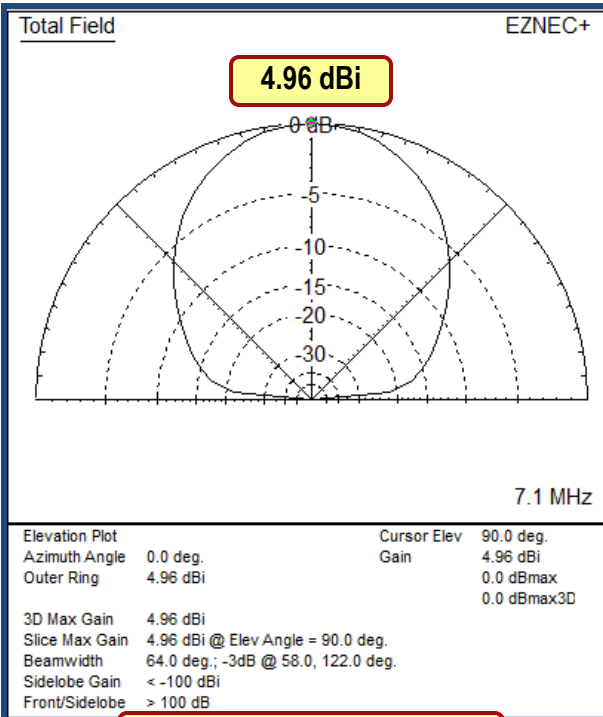 Total Field EZNEC+
4.96 dBi
0 dB
-5
-10
-15
-20
-30
7.1 MHz
Elevation Plot Cursor Elev 90.0 deg.
Azimuth Angle 0.0 deg. Gain 4.96 dBi
Outer Ring 4.96 dBi 0.0 dBmax
0.0 dBmax3D
3D Max Gain 4.96 dBi
Slice Max Gain 4.96 dBi @ Elev Angle = 90.0 deg.
Beamwidth 64.0 deg.; -3dB @ 58.0, 122.0 deg.
Sidelobe Gain < -100 dBi
Front/Sidelobe > 100 dB